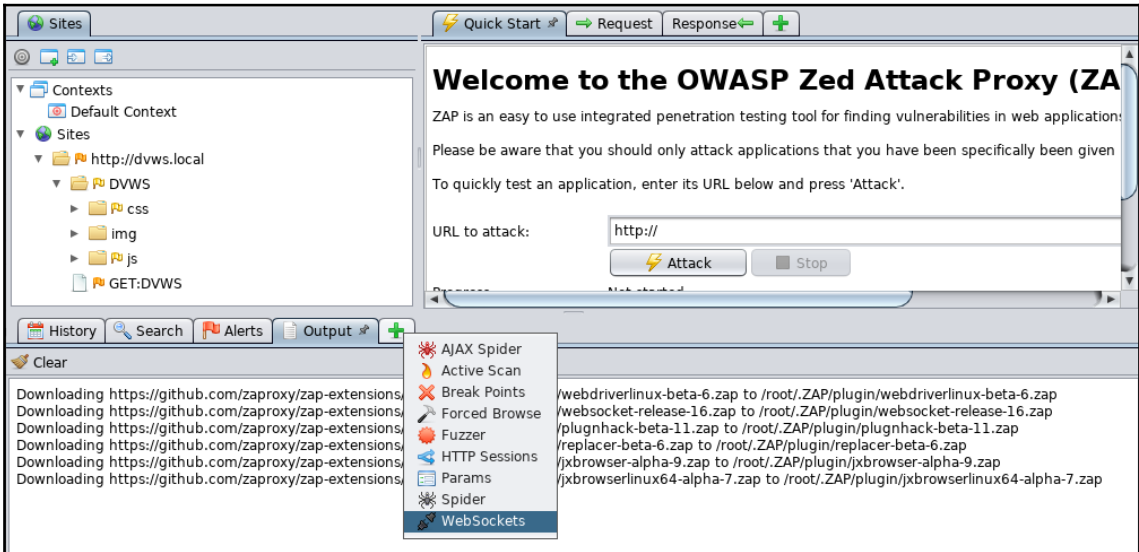 Sites
Quick Start
Request
Response
Contexts
Default Context
Sites
http://dvws.local
DVWS
css
img
js
GET:DVWS
Welcome to the OWASP Zed Attack Proxy (ZA
ZAP is an easy to use integrated penetration testing tool for finding vulnerabilities in web application
Please be aware that you should only attack applications that you have been specifically been given
To quickly test an application, enter its URL below and press 'Attack'.
URL to attack: http://
Attack Stop
Progress Not started
History Search Alerts Output
Clear
AJAX Spider
Active Scan
Break Points
Forced Browse
Fuzzer
HTTP Sessions
Params
Spider
WebSockets
Downloading https://github.com/zaproxy/zap-extensions/ /webdriverlinux-beta-6.zap to /root/.ZAP/plugin/webdriverlinux-beta-6.zap
Downloading https://github.com/zaproxy/zap-extensions/ /websocket-release-16.zap to /root/.ZAP/plugin/websocket-release-16.zap
Downloading https://github.com/zaproxy/zap-extensions/ /plugnhack-beta-11.zap to /root/.ZAP/plugin/plugnhack-beta-11.zap
Downloading https://github.com/zaproxy/zap-extensions/ /replacer-beta-6.zap to /root/.ZAP/plugin/replacer-beta-6.zap
Downloading https://github.com/zaproxy/zap-extensions/ /jxbrowser-alpha-9.zap to /root/.ZAP/plugin/jxbrowser-alpha-9.zap
Downloading https://github.com/zaproxy/zap-extensions/ /jxbrowserlinux64-alpha-7.zap to /root/.ZAP/plugin/jxbrowserlinux64-alpha-7.zap